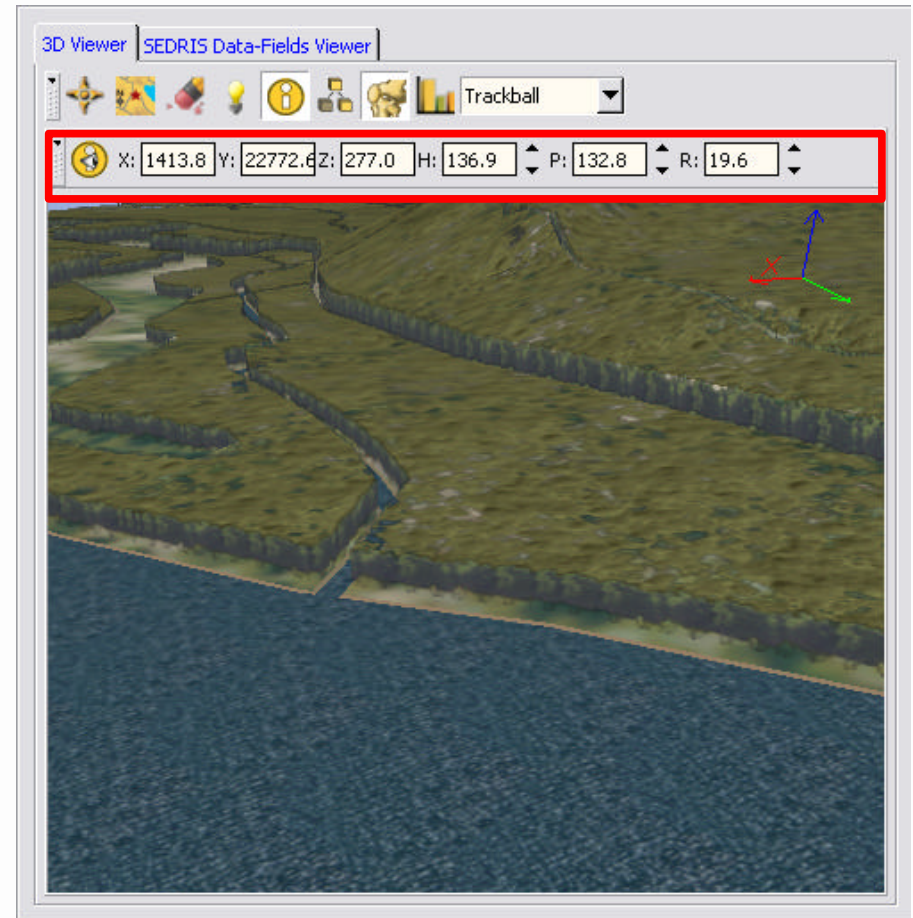 3D Viewer SEDRIS Data-Fields Viewer
Trackball
X: 1413.8 Y: 22772.6 Z: 277.0 H: 136.9 P: 132.8 R: 19.6
X